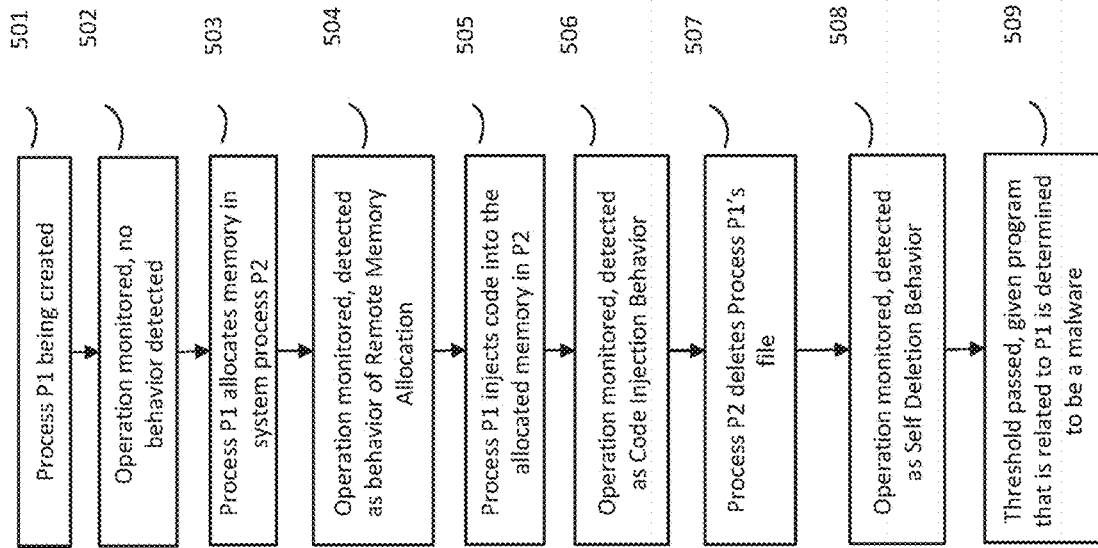 501
Process P1 being created
502
Operation monitored, no
behavior detected
503
Process P1 allocates memory in
system process P2
504
Operation monitored, detected
as behavior of Remote Memory
Allocation
505
Process P1 injects code into the
allocated memory in P2
506
Operation monitored, detected
as Code Injection Behavior
507
Process P2 deletes Process P1's
file
508
Operation monitored, detected
as Self Deletion Behavior
509
Threshold passed, given program
that is related to P1 is determined
to be a malware